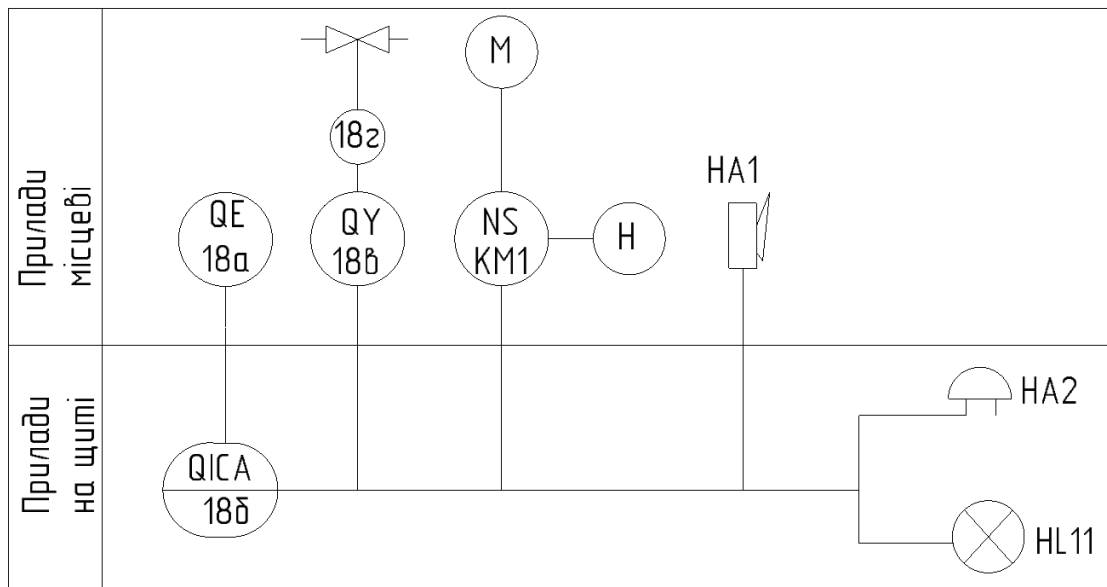 Прилади
місцеві
M
18г
QE
18а
QY
18в
NS
KM1
H
HA1
Прилади
на щиті
QICA
18б
HA2
HL11